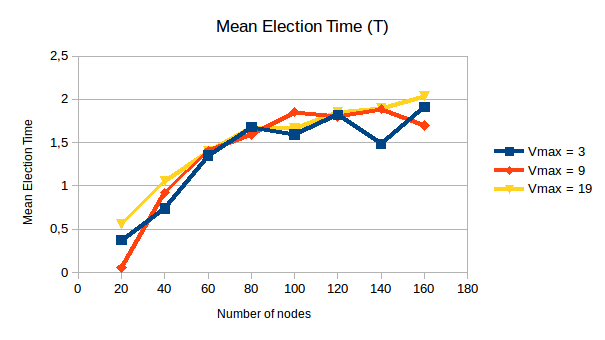 Mean Election Time (T)
2,5
2
1,5
1
0,5
0
Mean Election Time
0 20 40 60 80 100 120 140 160 180
Number of nodes
Vmax = 3
Vmax = 9
Vmax = 19